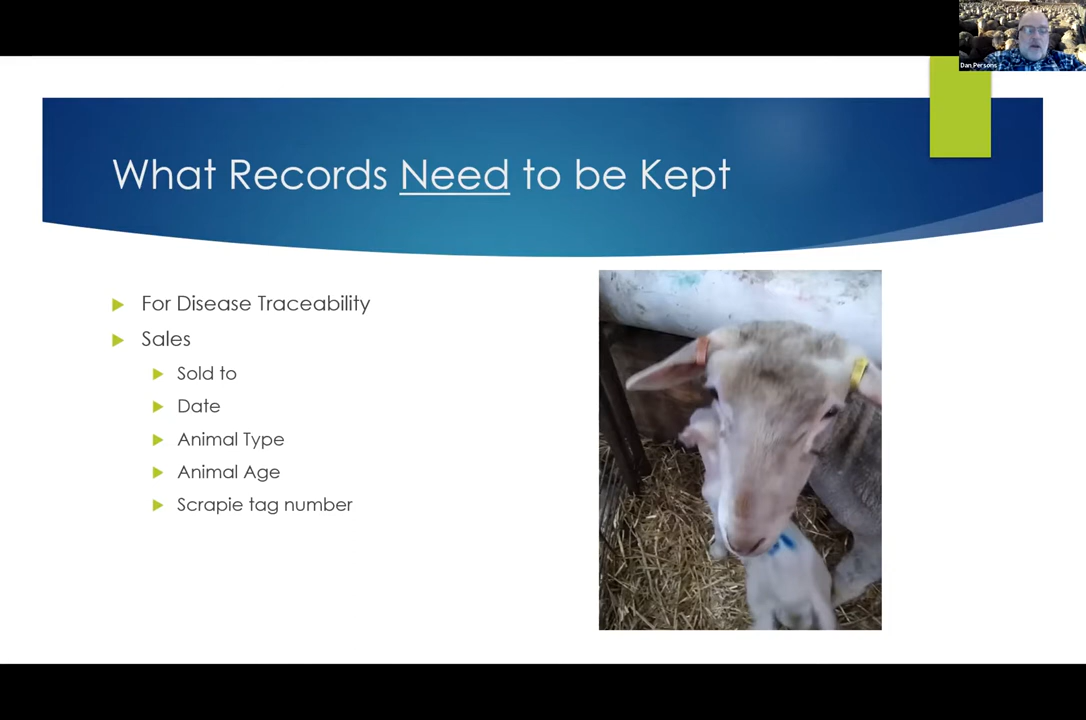 Dan Persons
What Records Need to be Kept
For Disease Traceability
Sales
Sold to
Date
Animal Type
Animal Age
Scrapie tag number